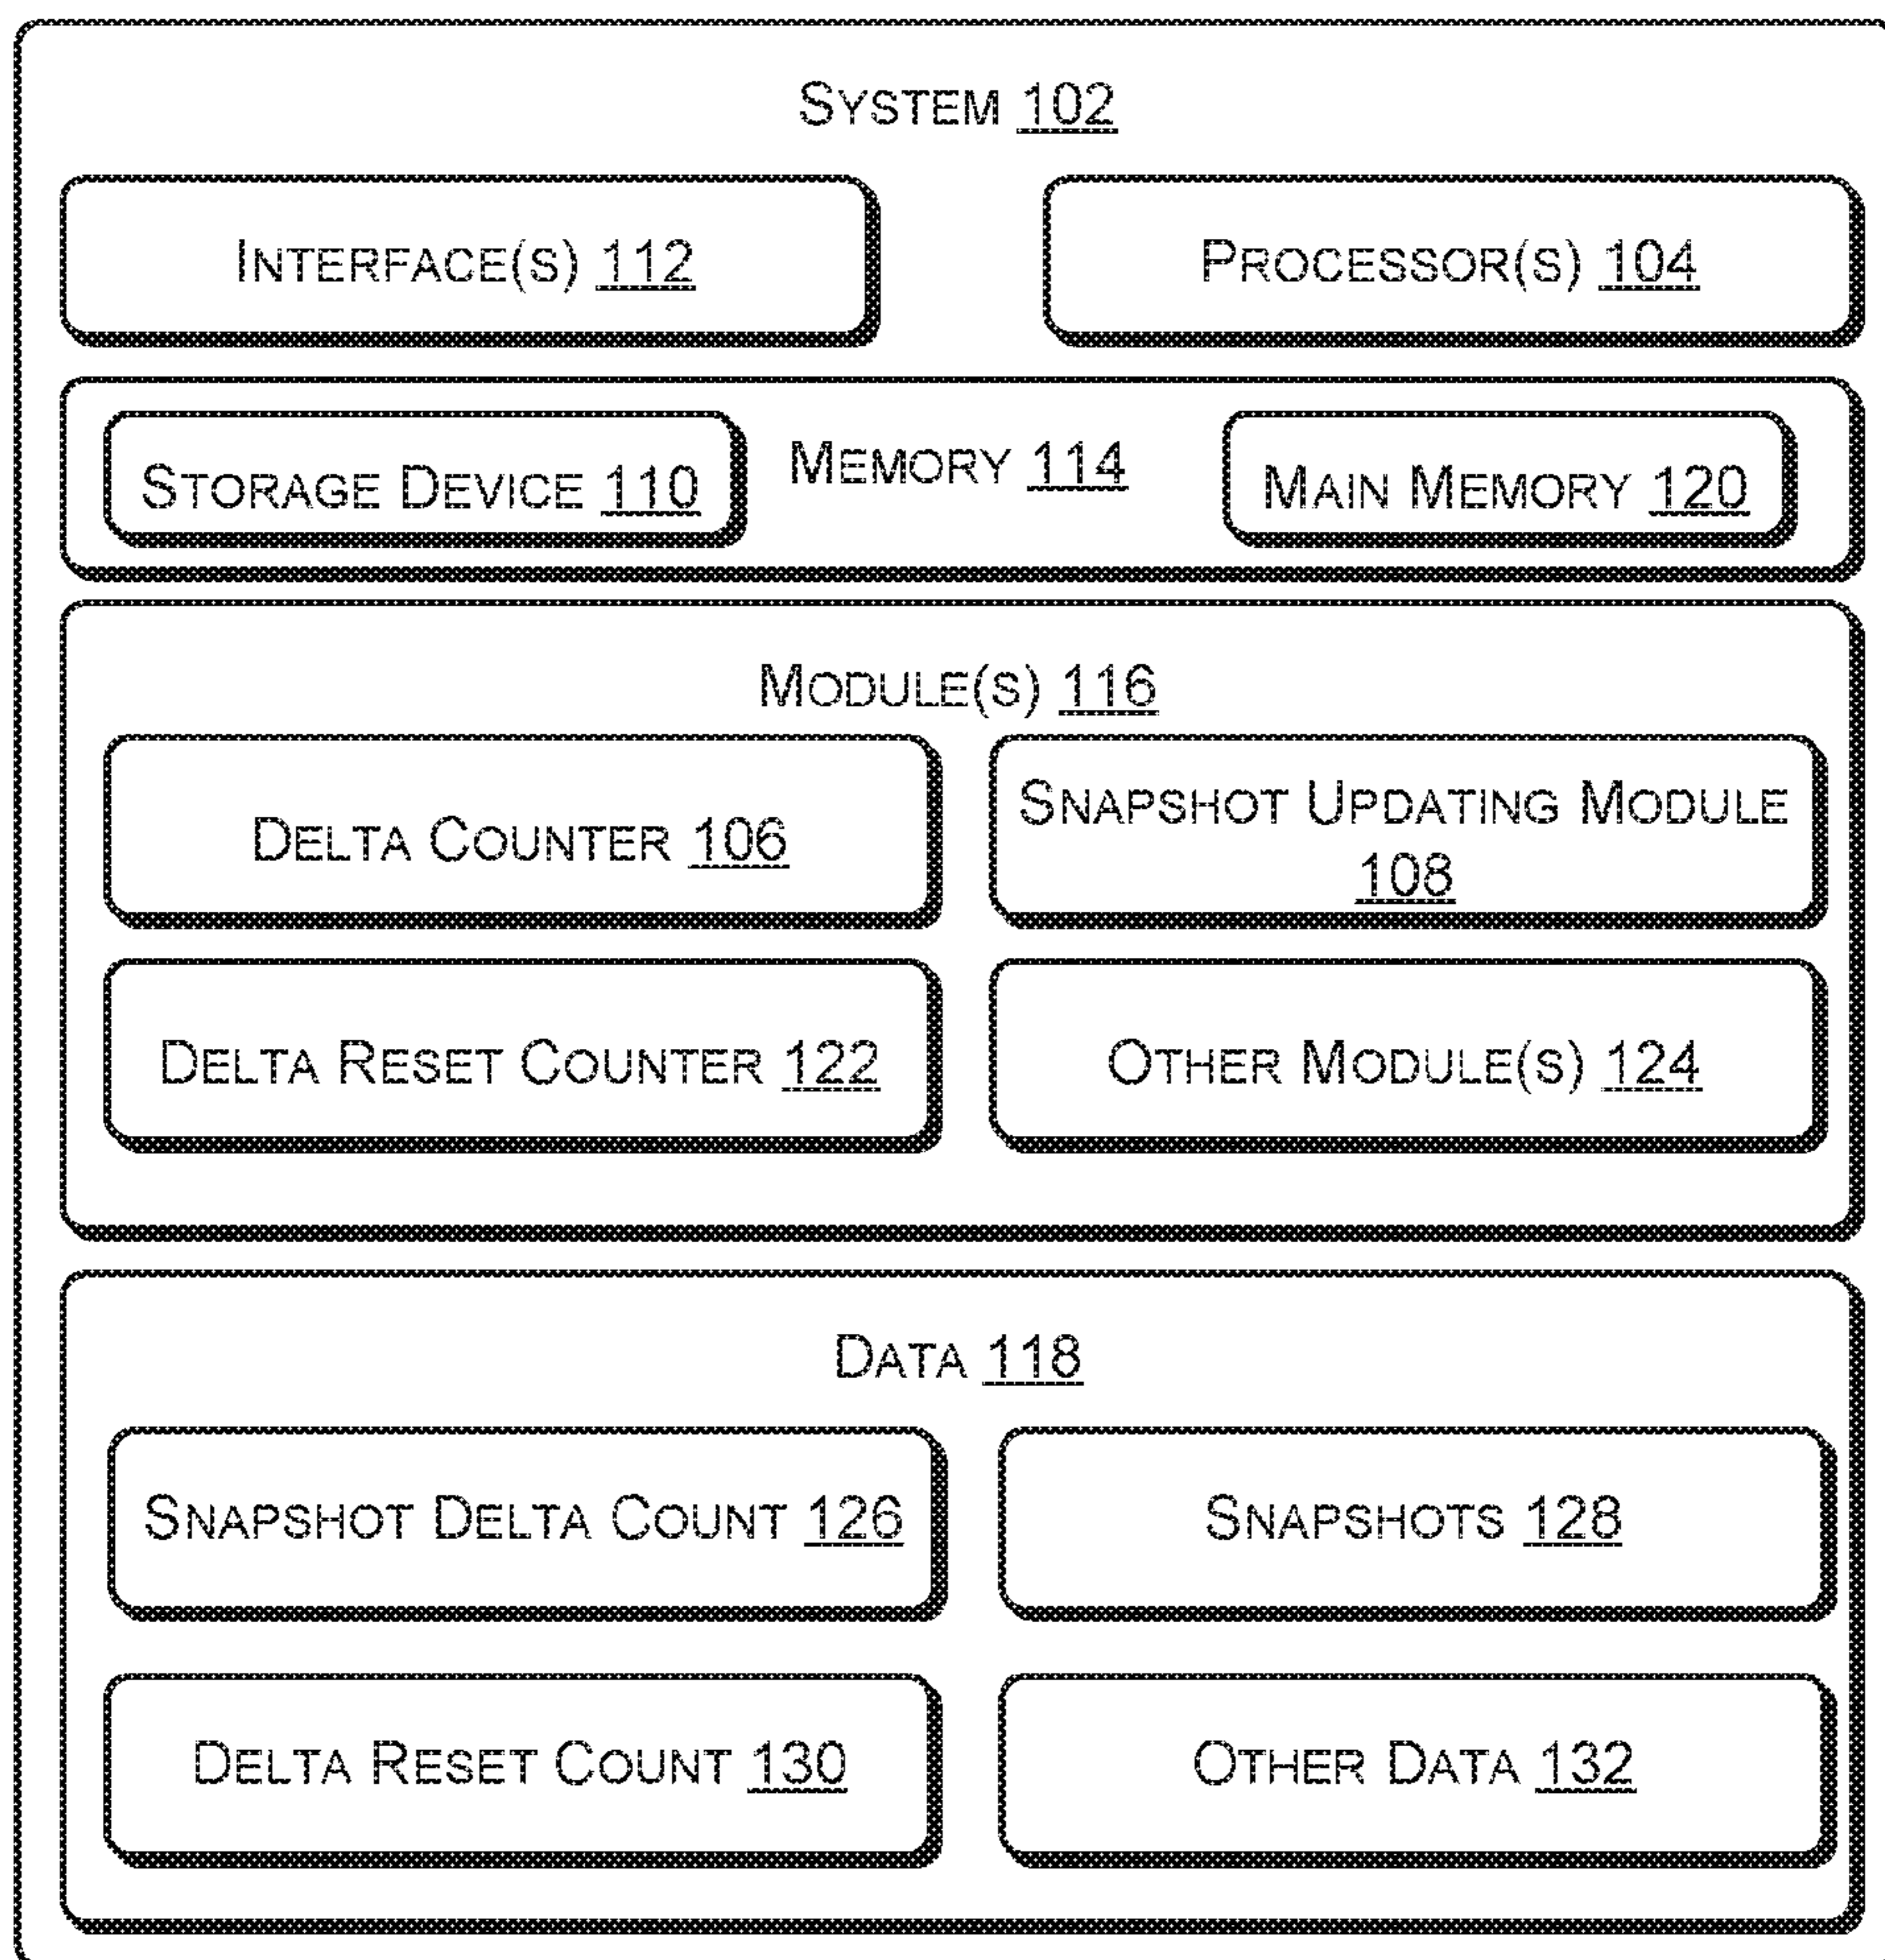 SYSTEM 102
INTERFACE(S) 112
PROCESSOR(S) 104
STORAGE DEVICE 110
MEMORY 114
MAIN MEMORY 120
MODULE(S) 116
DELTA COUNTER 106
SNAPSHOT UPDATING MODULE
108
DELTA RESET COUNTER 122
OTHER MODULE(S) 124
DATA 118
SNAPSHOT DELTA COUNT 126
SNAPSHOTS 128
DELTA RESET COUNT 130
OTHER DATA 132